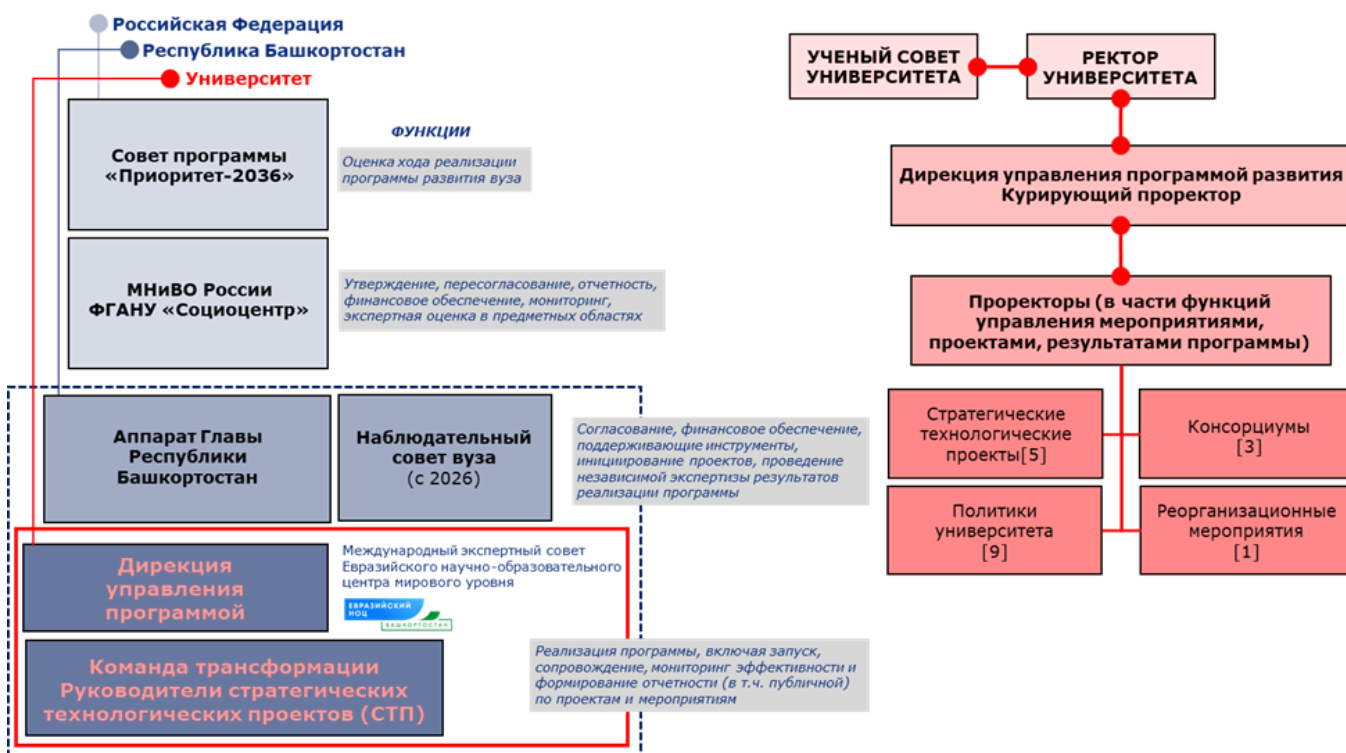 Российская Федерация
Республика Башкортостан
Университет
Совет программы
«Приоритет-2036»
ФУНКЦИИ
Оценка хода реализации
программы развития вуза
МНиВО России
ФГАНУ «Социоцентр»
Утверждение, пересогласование, отчетность,
финансовое обеспечение, мониторинг,
экспертная оценка в предметных областях
Аппарат Главы
Республики
Башкортостан
Наблюдательный
совет вуза
(с 2026)
Согласование, финансовое обеспечение,
поддерживающие инструменты,
инициирование проектов, проведение
независимой экспертизы результатов
реализации программы
Дирекция
управления
программой
Международный экспертный совет
Евразийского научно-образовательного
центра мирового уровня
ЕВРАЗИЙСКИЙ
НОЦ
БАШКОРТОСТАН
Команда трансформации
Руководители стратегических
технологических проектов (СТП)
Реализация программы, включая запуск,
сопровождение, мониторинг эффективности и
формирование отчетности (в т.ч. публичной)
по проектам и мероприятиям
УЧЕНЫЙ СОВЕТ
УНИВЕРСИТЕТА
РЕКТОР
УНИВЕРСИТЕТА
Дирекция управления программой развития
Курирующий проректор
Проректоры (в части функций
управления мероприятиями,
проектами, результатами программы)
Стратегические
технологические
проекты[5]
Консорциумы
[3]
Политики
университета
[9]
Реорганизационные
мероприятия
[1]